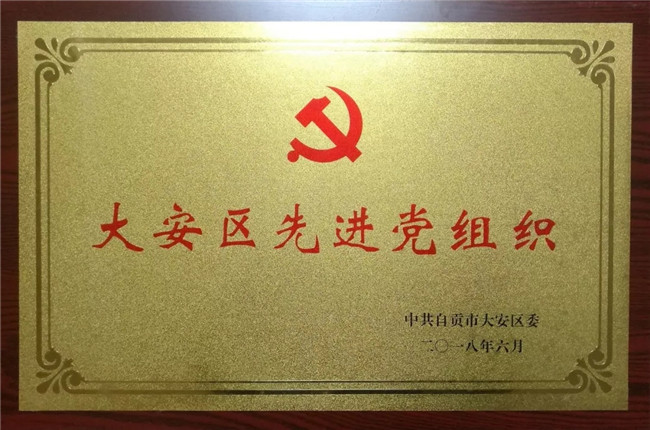 大安区先进党组织
中共自贡市大安区委
二〇一八年六月